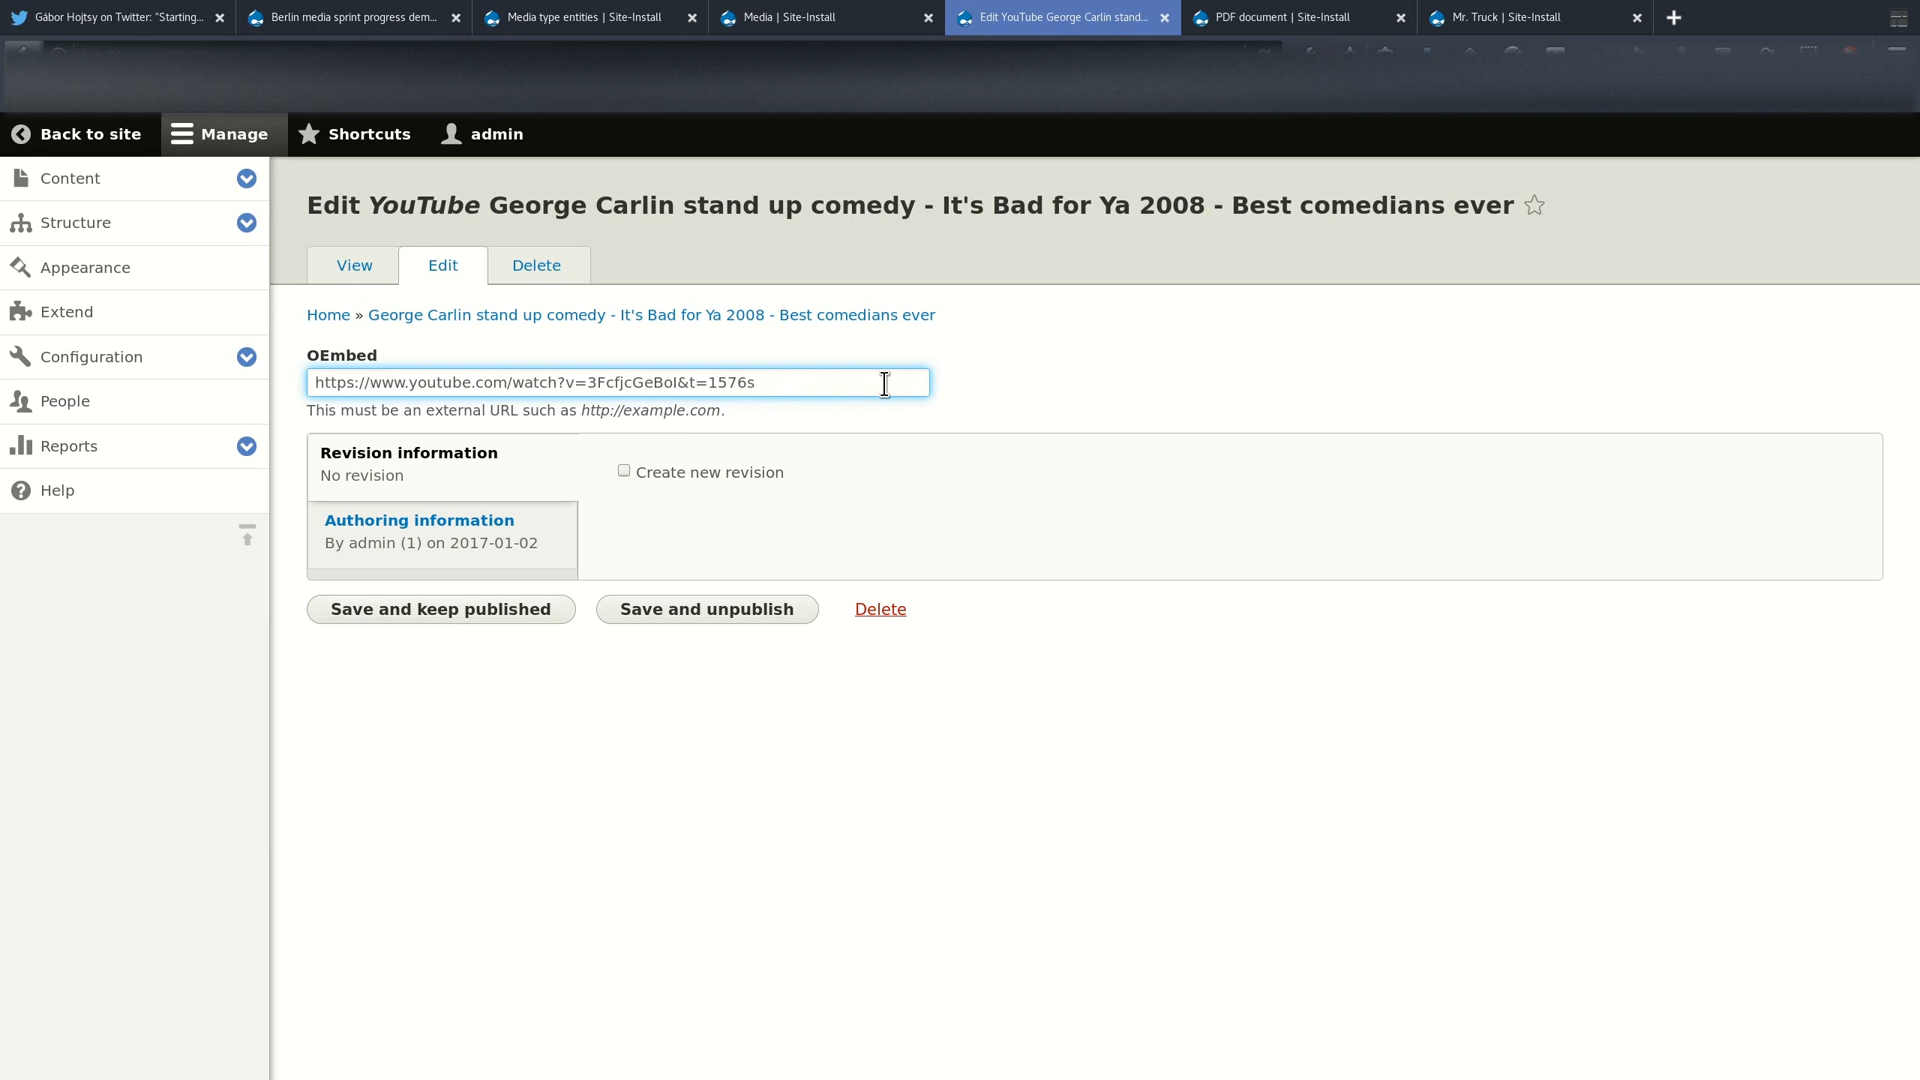 Gábor Hojtsy on Twitter: "Starting...
Berlin media sprint progress dem...
Media type entities | Site-Install
Media | Site-Install
Edit YouTube George Carlin stand...
PDF document | Site-Install
Mr. Truck | Site-Install
Back to site
Manage
Shortcuts
admin
Content
Structure
Appearance
Extend
Configuration
People
Reports
Help
Edit YouTube George Carlin stand up comedy - It's Bad for Ya 2008 - Best comedians ever
View
Edit
Delete
Home » George Carlin stand up comedy - It's Bad for Ya 2008 - Best comedians ever
OEmbed
https://www.youtube.com/watch?v=3FcfjcGeBoI&t=1576s
This must be an external URL such as http://example.com.
Revision information
No revision
Create new revision
Authoring information
By admin (1) on 2017-01-02
Save and keep published
Save and unpublish
Delete